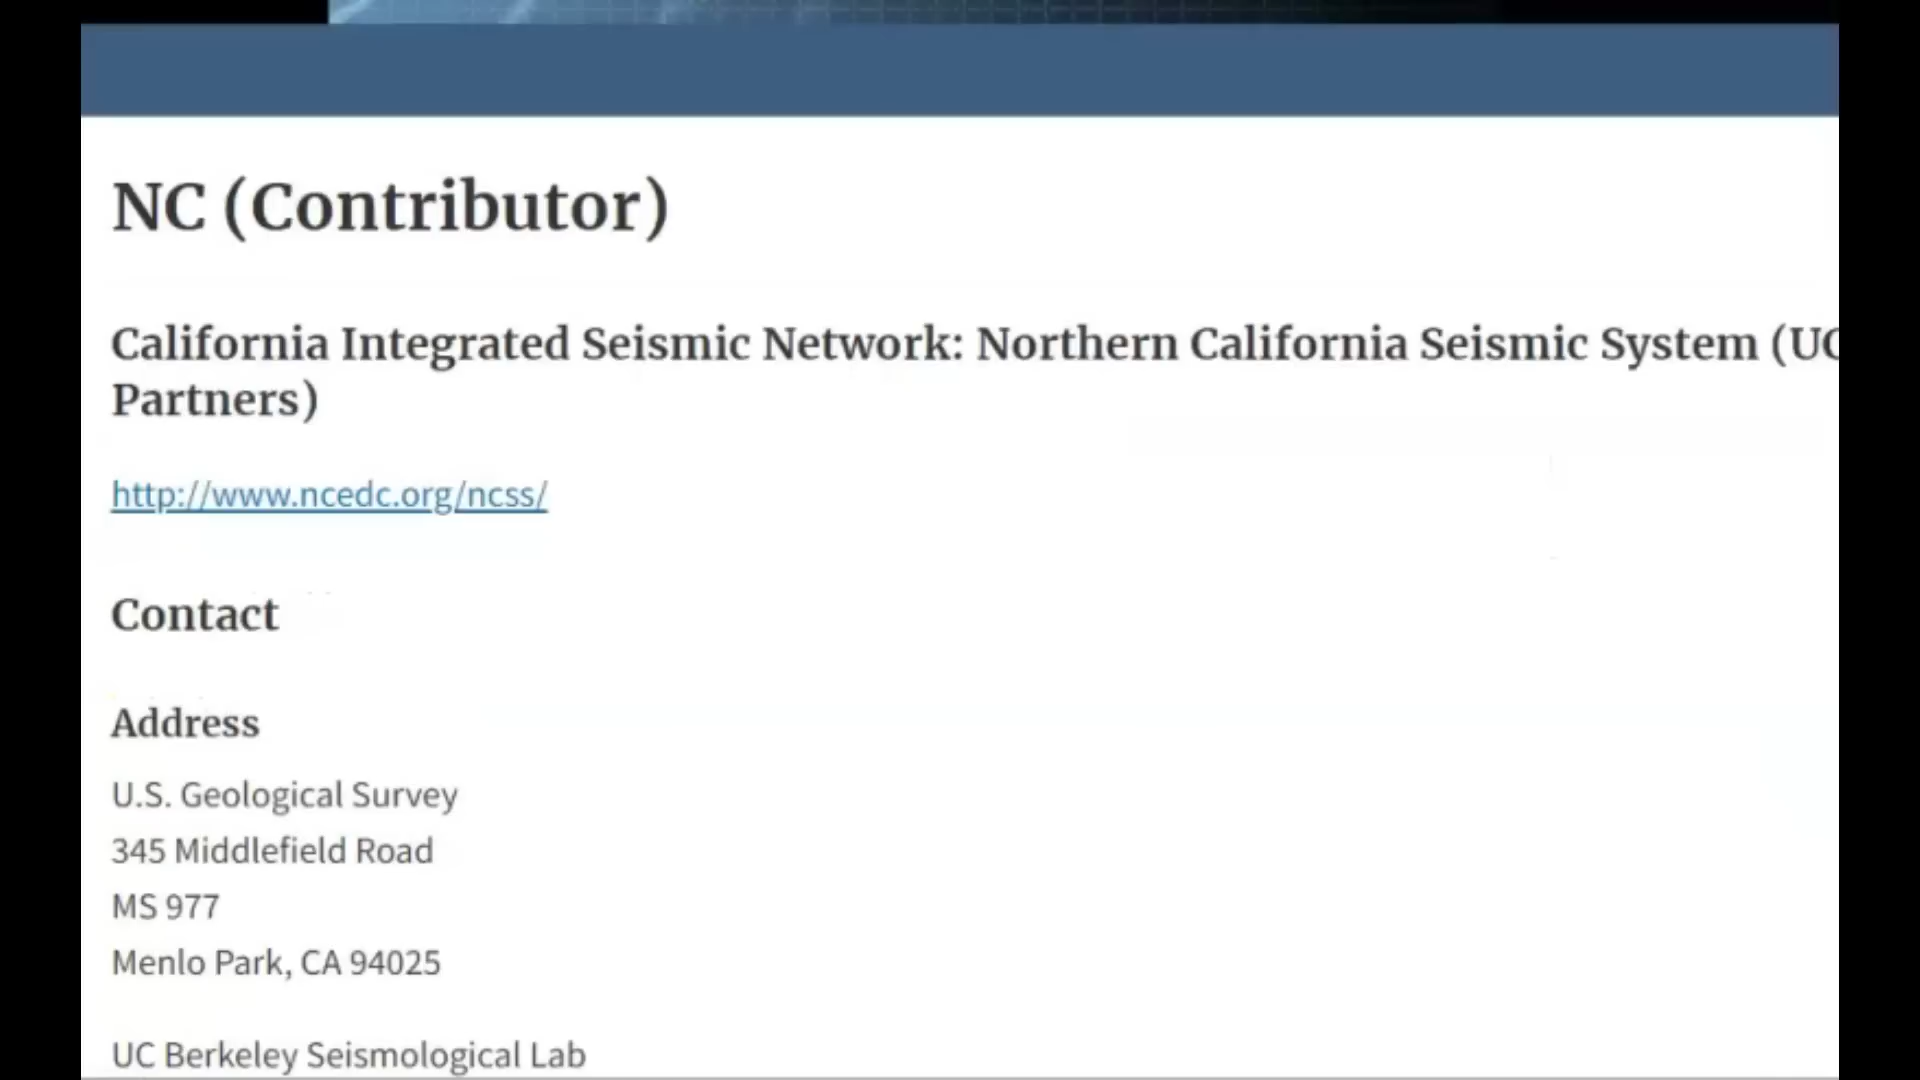 NC (Contributor)
California Integrated Seismic Network: Northern California Seismic System (UC
Partners)
http://www.ncedc.org/ncss/
Contact
Address
U.S. Geological Survey
345 Middlefield Road
MS 977
Menlo Park, CA 94025
UC Berkeley Seismological Lab